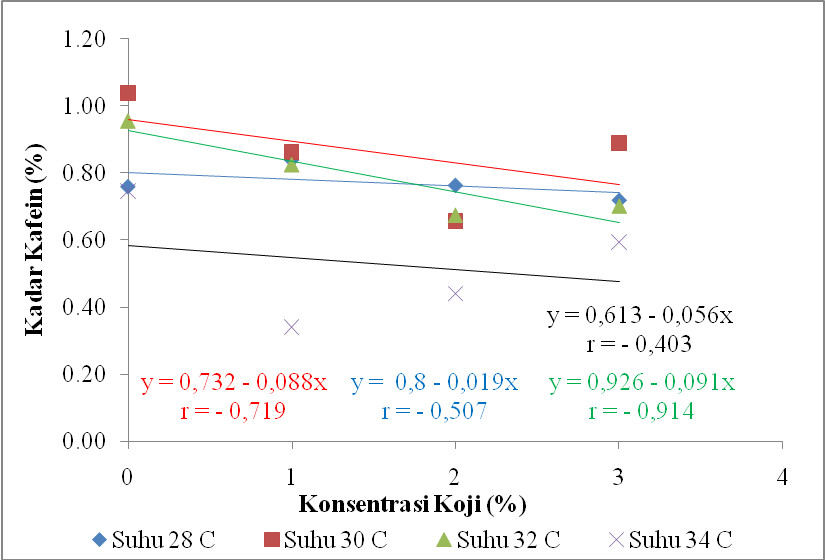 1.20
1.00
0.80
0.60
0.40
0.20
0.00
Kadar Kafein (%)
y = 0,613 - 0,056x
r = - 0,403
y = 0,732 - 0,088x
r = - 0,719
y =  0,8 - 0,019x
r = - 0,507
y = 0,926 - 0,091x
r = - 0,914
0 1 2 3 4
Konsentrasi Koji (%)
Suhu 28 C Suhu 30 C Suhu 32 C Suhu 34 C